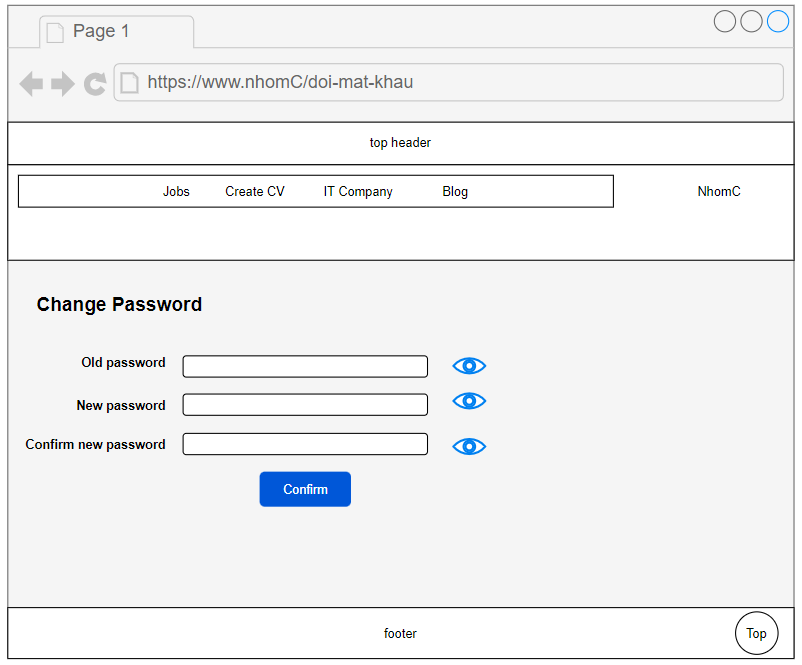 Page 1
https://www.nhomC/doi-mat-khau
top header
Jobs Create CV IT Company Blog NhomC
Change Password
Old password
New password
Confirm new password
Confirm
footer Top